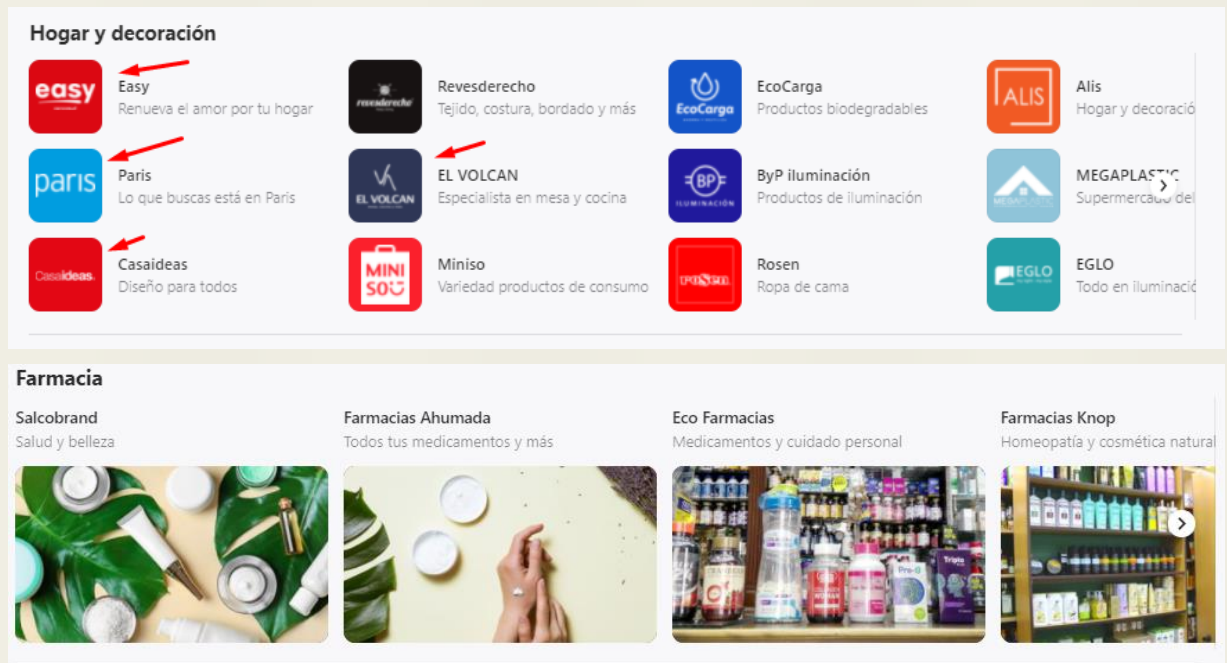 Hogar y decoración
easy
Easy
Renueva el amor por tu hogar
revesderecho
Revesderecho
Tejido, costura, bordado y más
EcoCarga
EcoCarga
Productos biodegradables
ALIS
Alis
Hogar y decoració
paris
Paris
Lo que buscas está en Paris
EL VOLCAN
EL VOLCAN
Especialista en mesa y cocina
BP
ILUMINACIÓN
ByP iluminación
Productos de iluminación
MEGAPLASTIC
MEGAPLASTIC
Supermercado del
Casaideas
Casaideas
Diseño para todos
MINI
SO
Miniso
Variedad productos de consumo
rosen
Rosen
Ropa de cama
EGLO
EGLO
Todo en iluminació
Farmacia
Salcobrand
Salud y belleza
Farmacias Ahumada
Todos tus medicamentos y más
Eco Farmacias
Medicamentos y cuidado personal
Farmacias Knop
Homeopatía y cosmética natural